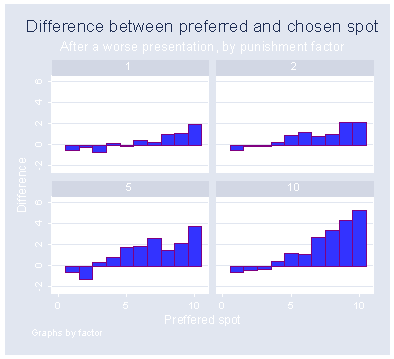 Difference between preferred and chosen spot
After a worse presentation, by punishment factor
1 2
6
4
2
0
-2
5 10
6
4
2
0
-2
Difference
0 5 10 0 5 10
Preffered spot
Graphs by factor